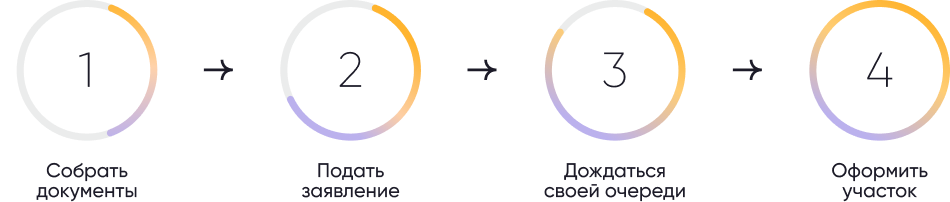 1
2
3
4
Собрать
документы
Подать
заявление
Дождаться
своей очереди
Оформить
участок